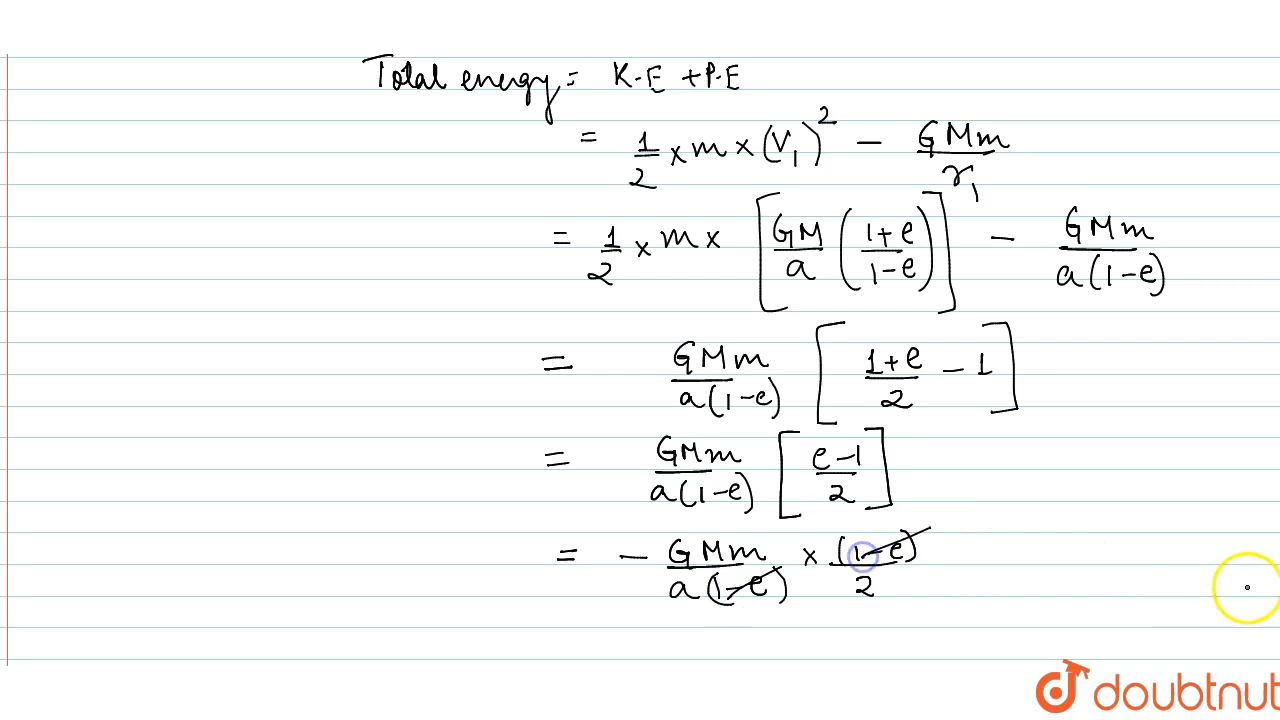 Total energy = K.E + P.E
= 1/2 × m × (V₁)² − GMm/r₁
= 1/2 × m × [GM/a (1+e/1−e)] − GMm/a(1−e)
= GMm/a(1−e) [1+e/2 − 1]
= GMm/a(1−e) [e−1/2]
= − GMm/a(1−e) × (1−e)/2
doubtnut